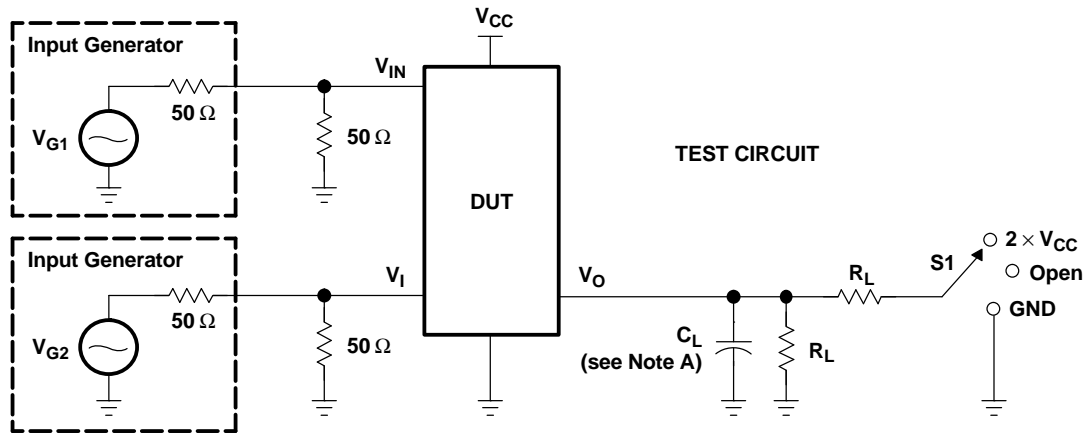 VCC
Input Generator
VIN
50 Ω
VG1
50 Ω
TEST CIRCUIT
DUT
Input Generator
VI
VO
RL
S1
2 × VCC
Open
GND
50 Ω
VG2
50 Ω
CL
(see Note A)
RL